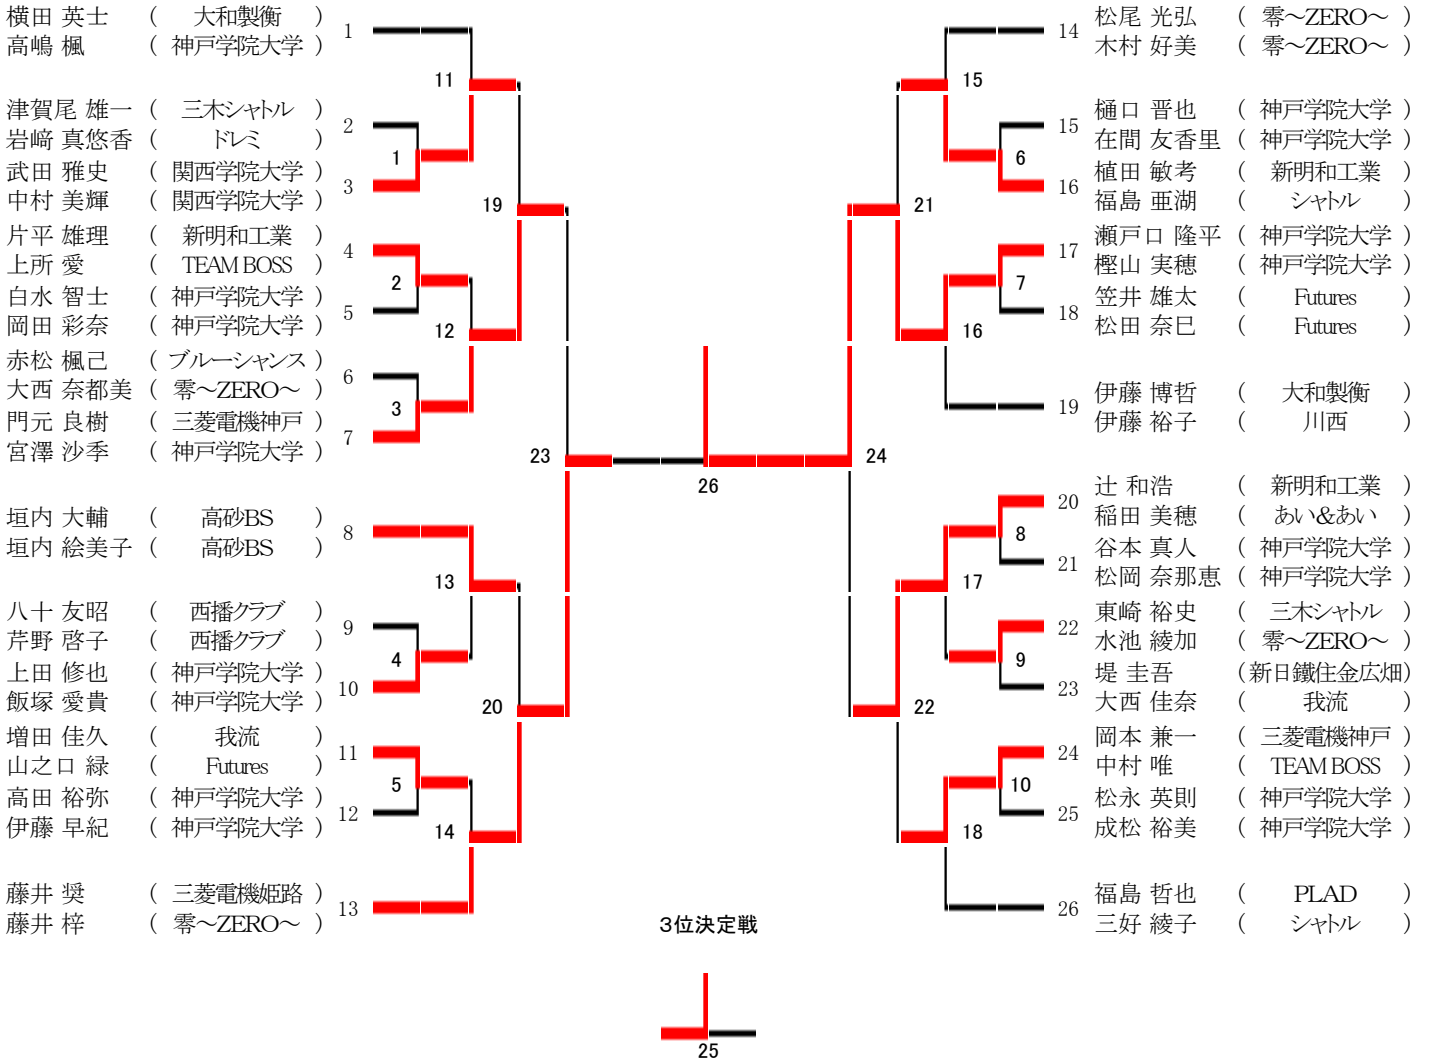 横田 英士 ( 大和製衡 ) 1
高嶋 楓 ( 神戸学院大学 )
11
津賀尾 雄一 ( 三木シャトル ) 2
岩﨑 真悠香 ( ドレミ )
1
武田 雅史 ( 関西学院大学 ) 3
中村 美輝 ( 関西学院大学 )
19
片平 雄理 ( 新明和工業 ) 4
上所 愛 ( TEAM BOSS )
2
白水 智士 ( 神戸学院大学 ) 5
岡田 彩奈 ( 神戸学院大学 )
12
赤松 楓己 ( ブルーシャンス ) 6
大西 奈都美 ( 零～ZERO～ )
3
門元 良樹 ( 三菱電機神戸 ) 7
宮澤 沙季 ( 神戸学院大学 )
23
垣内 大輔 ( 高砂BS ) 8
垣内 絵美子 ( 高砂BS )
13
八十 友昭 ( 西播クラブ ) 9
芹野 啓子 ( 西播クラブ )
4
上田 修也 ( 神戸学院大学 ) 10
飯塚 愛貴 ( 神戸学院大学 )
20
増田 佳久 ( 我流 ) 11
山之口 緑 ( Futures )
5
高田 裕弥 ( 神戸学院大学 ) 12
伊藤 早紀 ( 神戸学院大学 )
14
藤井 奨 ( 三菱電機姫路 ) 13
藤井 梓 ( 零～ZERO～ )
26
14 松尾 光弘 ( 零～ZERO～ )
木村 好美 ( 零～ZERO～ )
15
15 樋口 晋也 ( 神戸学院大学 )
在間 友香里 ( 神戸学院大学 )
6
16 植田 敏考 ( 新明和工業 )
福島 亜湖 ( シャトル )
21
17 瀬戸口 隆平 ( 神戸学院大学 )
樫山 実穂 ( 神戸学院大学 )
7
18 笠井 雄太 ( Futures )
松田 奈巳 ( Futures )
16
19 伊藤 博哲 ( 大和製衡 )
伊藤 裕子 ( 川西 )
24
20 辻 和浩 ( 新明和工業 )
稲田 美穂 ( あい&あい )
8
21 谷本 真人 ( 神戸学院大学 )
松岡 奈那恵 ( 神戸学院大学 )
17
22 東崎 裕史 ( 三木シャトル )
水池 綾加 ( 零～ZERO～ )
9
23 堤 圭吾 (新日鐵住金広畑)
大西 佳奈 ( 我流 )
22
24 岡本 兼一 ( 三菱電機神戸 )
中村 唯 ( TEAM BOSS )
10
25 松永 英則 ( 神戸学院大学 )
成松 裕美 ( 神戸学院大学 )
18
26 福島 哲也 ( PLAD )
三好 綾子 ( シャトル )
3位決定戦
25